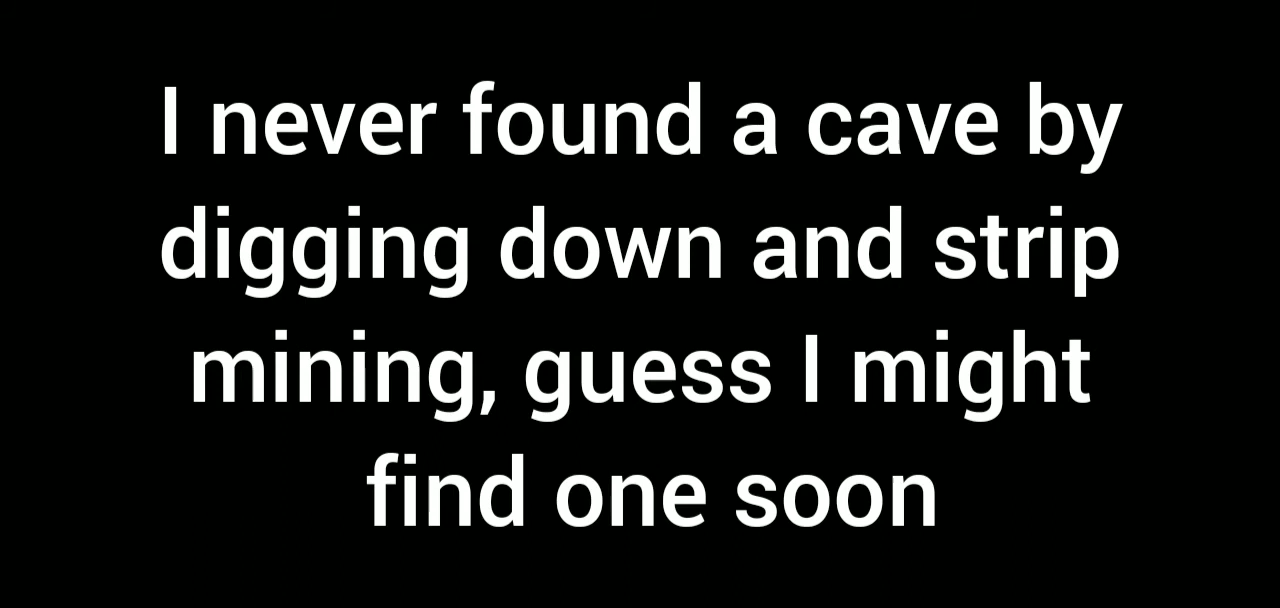 I never found a cave by
digging down and strip
mining, guess I might
find one soon